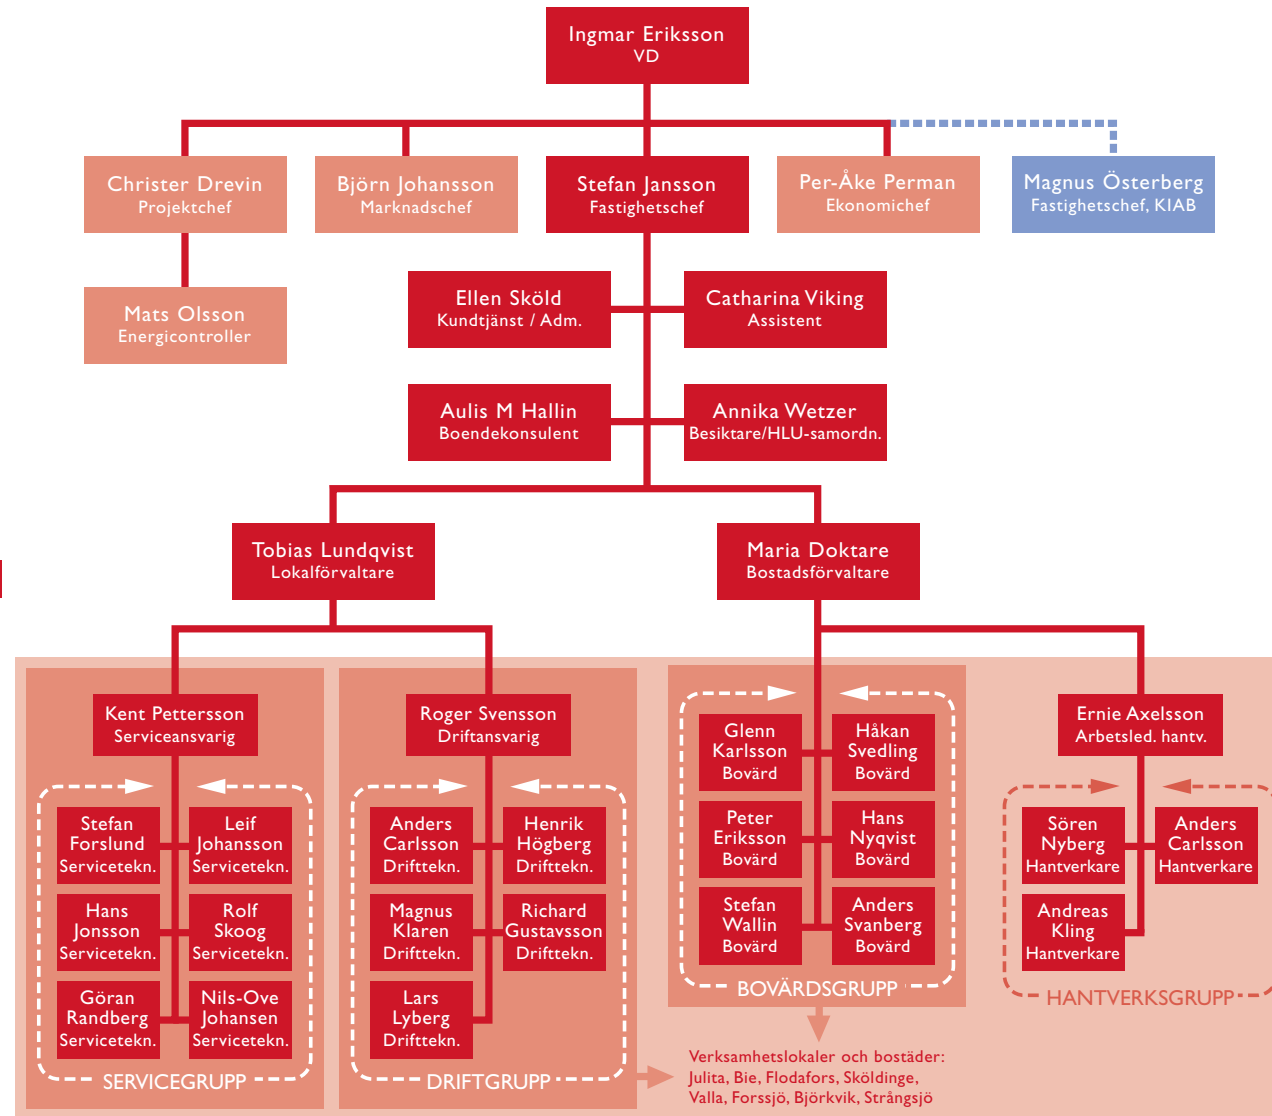 Ingmar Eriksson
VD
Christer Drevin
Projektchef
Björn Johansson
Marknadschef
Stefan Jansson
Fastighetschef
Per-Åke Perman
Ekonomichef
Magnus Österberg
Fastighetschef, KIAB
Mats Olsson
Energicontroller
Ellen Sköld
Kundtjänst / Adm.
Catharina Viking
Assistent
Aulis M Hallin
Boendekonsulent
Annika Wetzer
Besiktare/HLU-samordn.
Tobias Lundqvist
Lokalförvaltare
Maria Doktare
Bostadsförvaltare
Kent Pettersson
Serviceansvarig
Stefan
Forslund
Servicetekn.
Leif
Johansson
Servicetekn.
Hans
Jonsson
Servicetekn.
Rolf
Skoog
Servicetekn.
Göran
Randberg
Servicetekn.
Nils-Ove
Johansen
Servicetekn.
SERVICEGRUPP
Roger Svensson
Driftansvarig
Anders
Carlsson
Drifttekn.
Henrik
Högberg
Drifttekn.
Magnus
Klaren
Drifttekn.
Richard
Gustavsson
Drifttekn.
Lars
Lyberg
Drifttekn.
DRIFTGRUPP
Glenn
Karlsson
Bovärd
Håkan
Svedling
Bovärd
Peter
Eriksson
Bovärd
Hans
Nyqvist
Bovärd
Stefan
Wallin
Bovärd
Anders
Svanberg
Bovärd
BOVÄRDSGRUPP
Ernie Axelsson
Arbetsled. hantv.
Sören
Nyberg
Hantverkare
Anders
Carlsson
Hantverkare
Andreas
Kling
Hantverkare
HANTVERKSGRUPP
Verksamhetslokaler och bostäder:
Julita, Bie, Flodafors, Sköldinge,
Valla, Forssjö, Björkvik, Strångsjö